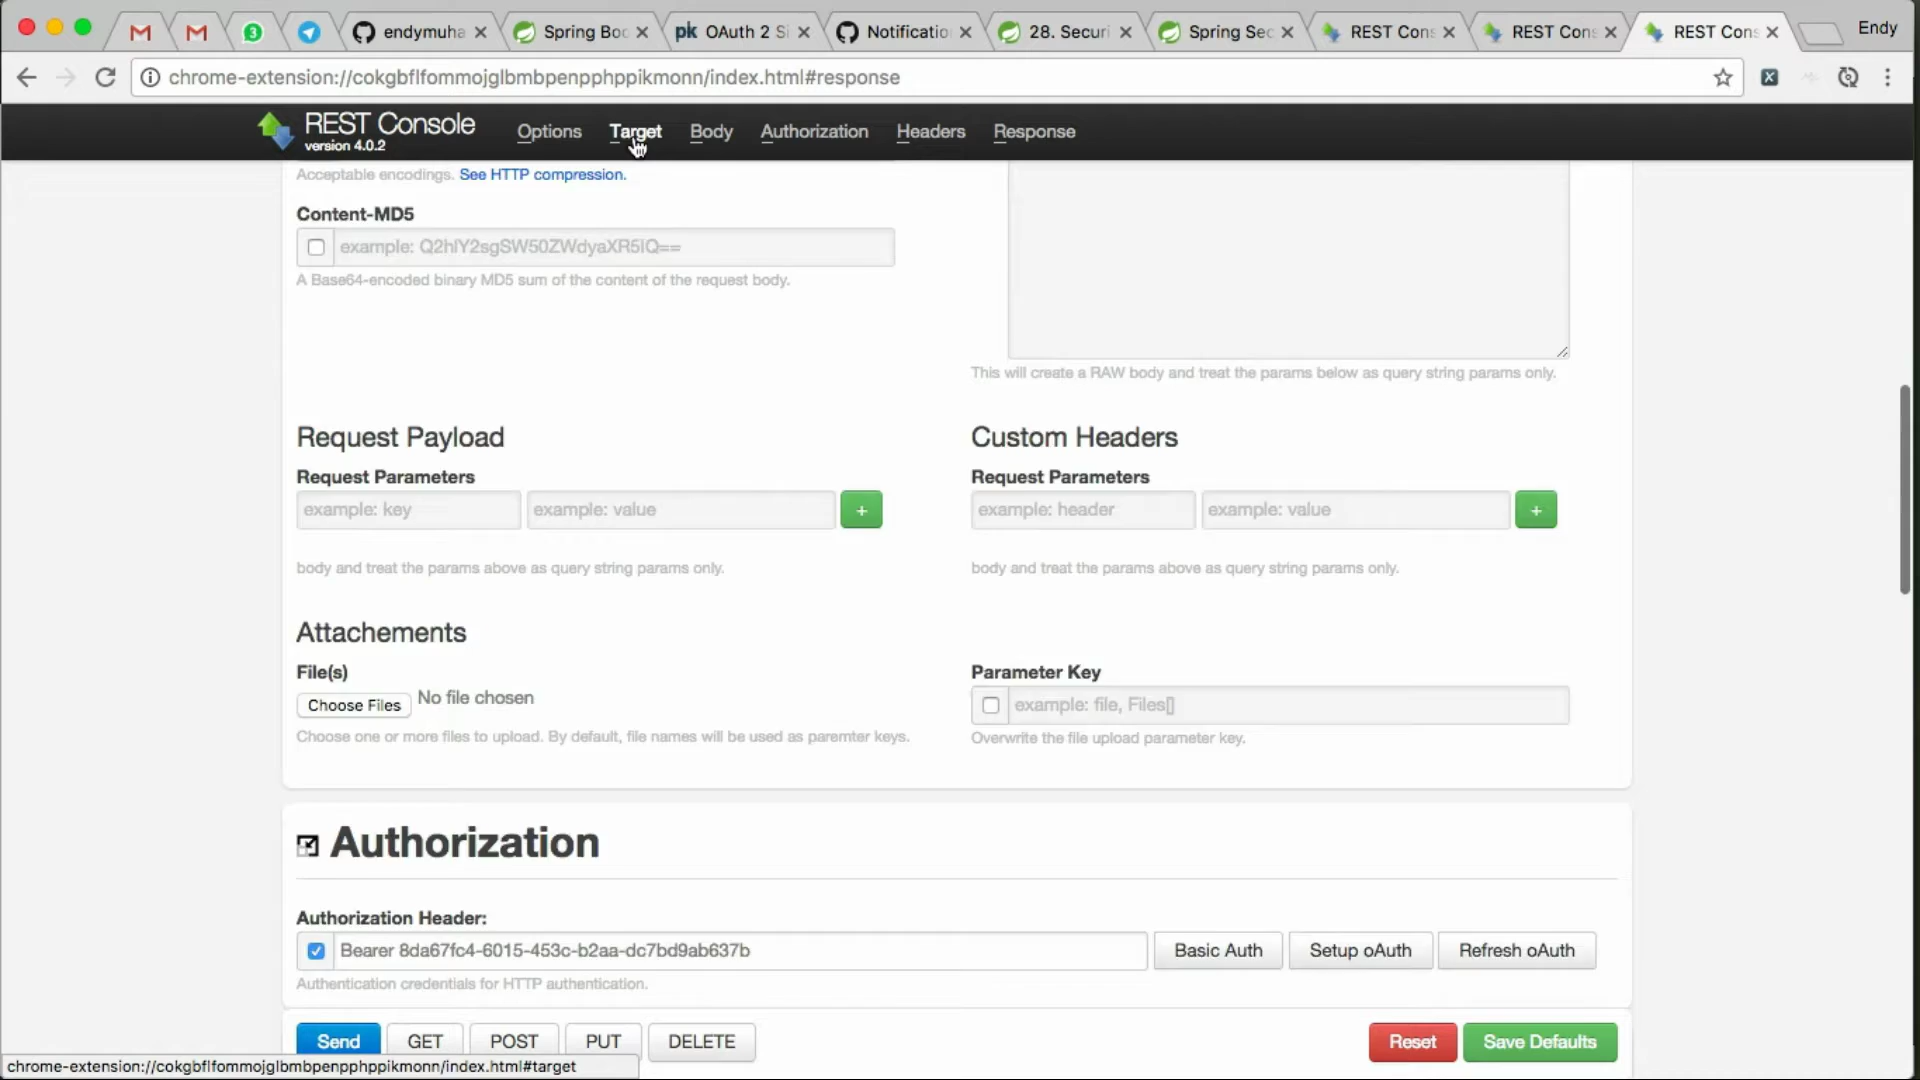 endymuha
Spring Boo
OAuth 2 Si
Notificatio
28. Securi
Spring Sec
REST Cons
REST Cons
REST Cons
Endy
chrome-extension://cokgbflfommojglbmbpenpphppikmonn/index.html#response
REST Console
version 4.0.2
Options
Target
Body
Authorization
Headers
Response
Acceptable encodings. See HTTP compression.
Content-MD5
example: Q2hlY2sgSW50ZWdyaXR5IQ==
A Base64-encoded binary MD5 sum of the content of the request body.
This will create a RAW body and treat the params below as query string params only.
Request Payload
Request Parameters
example: key
example: value
+
body and treat the params above as query string params only.
Custom Headers
Request Parameters
example: header
example: value
+
body and treat the params above as query string params only.
Attachements
File(s)
Choose Files No file chosen
Choose one or more files to upload. By default, file names will be used as paremter keys.
Parameter Key
example: file, Files[]
Overwrite the file upload parameter key.
Authorization
Authorization Header:
Bearer 8da67fc4-6015-453c-b2aa-dc7bd9ab637b
Basic Auth
Setup oAuth
Refresh oAuth
Authentication credentials for HTTP authentication.
Send
GET
POST
PUT
DELETE
Reset
Save Defaults
chrome-extension://cokgbflfommojglbmbpenpphppikmonn/index.html#target